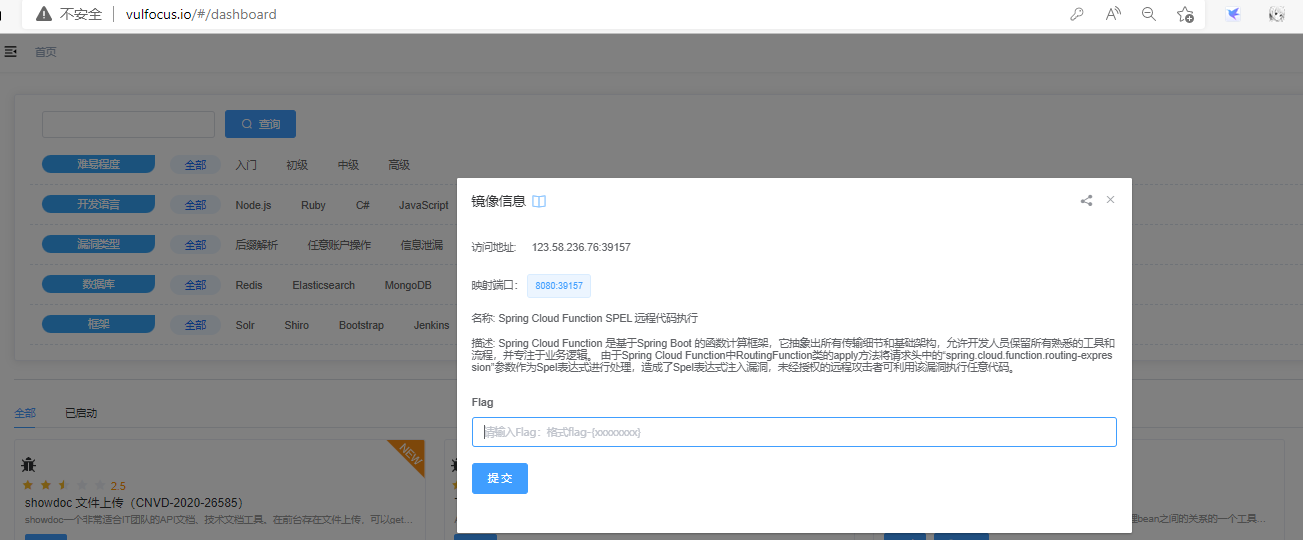 不安全 vulfocus.io/#/dashboard
首页
查询
难易程度 全部 入门 初级 中级 高级
开发语言 全部 Node.js Ruby C# JavaScript
漏洞类型 全部 后缀解析 任意账户操作 信息泄漏
数据库 全部 Redis Elasticsearch MongoDB
框架 全部 Solr Shiro Bootstrap Jenkins
镜像信息
访问地址: 123.58.236.76:39157
映射端口: 8080:39157
名称: Spring Cloud Function SPEL 远程代码执行
描述: Spring Cloud Function 是基于Spring Boot 的函数计算框架，它抽象出所有传输细节和基础架构，允许开发人员保留所有熟悉的工具和
流程，并专注于业务逻辑。 由于Spring Cloud Function中RoutingFunction类的apply方法将请求头中的“spring.cloud.function.routing-expres
sion”参数作为Spel表达式进行处理，造成了Spel表达式注入漏洞，未经授权的远程攻击者可利用该漏洞执行任意代码。
Flag
请输入Flag：格式flag-{xxxxxxxx}
提交
全部 已启动
NEW
2.5
showdoc 文件上传（CNVD-2020-26585）
showdoc一个非常适合IT团队的API文档、技术文档工具。在前台存在文件上传，可以get...
bean之间的关系的一个工具...